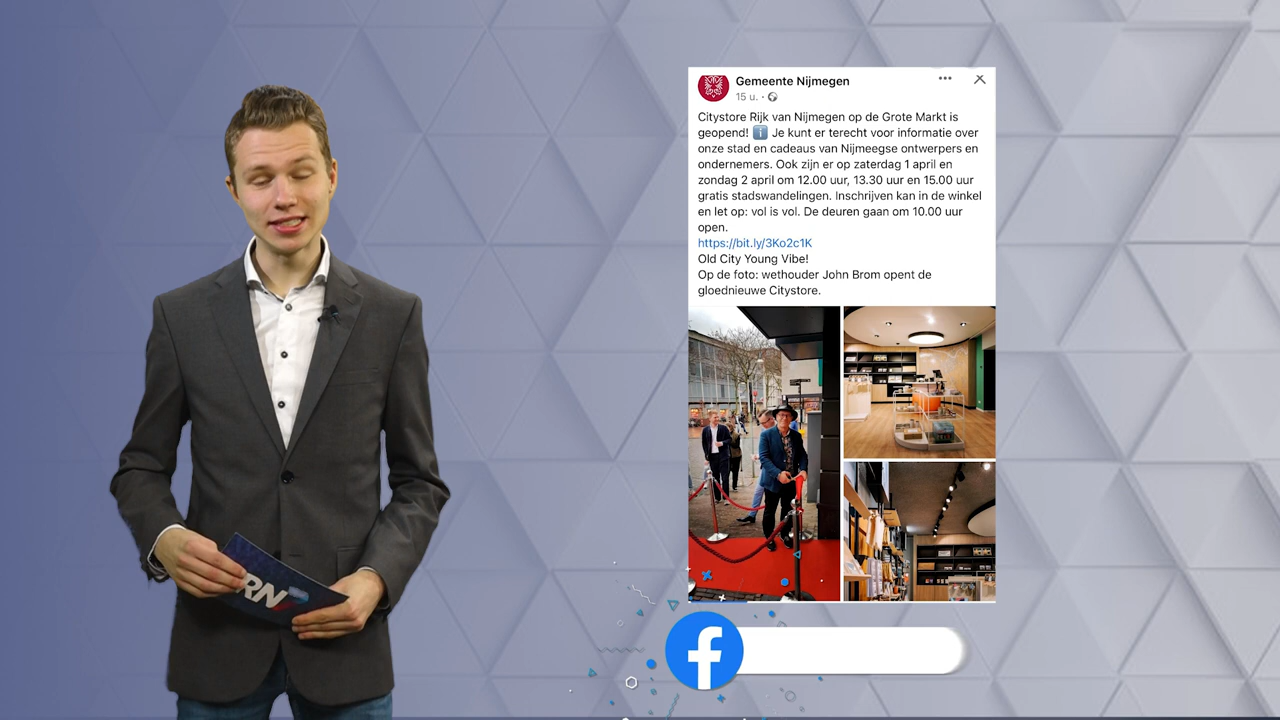 Gemeente Nijmegen
15 u. ·
Citystore Rijk van Nijmegen op de Grote Markt is
geopend! ℹ️ Je kunt er terecht voor informatie over
onze stad en cadeaus van Nijmeegse ontwerpers en
ondernemers. Ook zijn er op zaterdag 1 april en
zondag 2 april om 12.00 uur, 13.30 uur en 15.00 uur
gratis stadswandelingen. Inschrijven kan in de winkel
en let op: vol is vol. De deuren gaan om 10.00 uur
open.
https://bit.ly/3Ko2c1K
Old City Young Vibe!
Op de foto: wethouder John Brom opent de
gloednieuwe Citystore.
RN